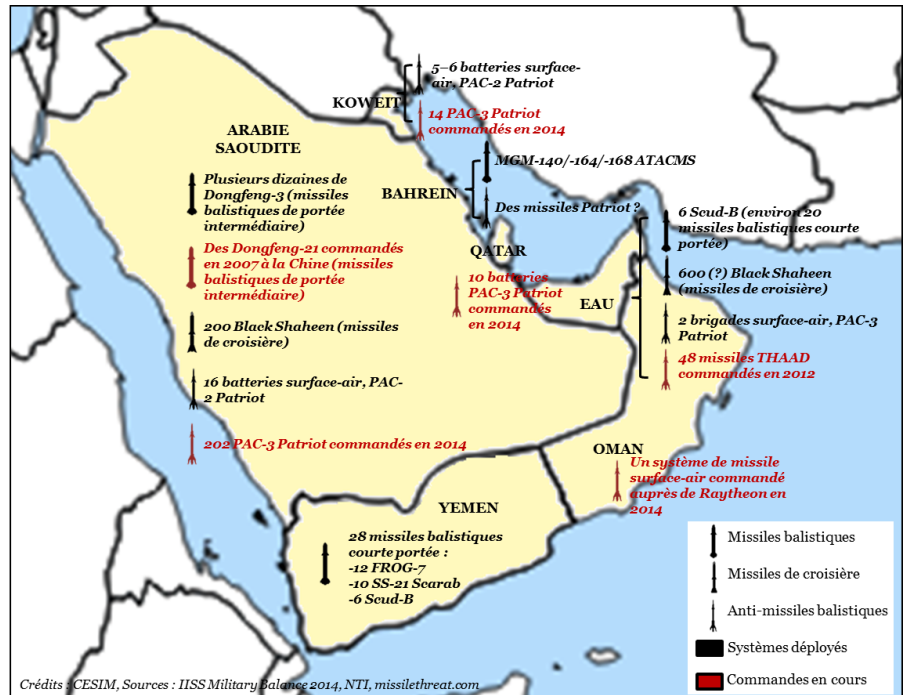 5–6 batteries surface-
air, PAC-2 Patriot
KOWEIT
14 PAC-3 Patriot
commandés en 2014
ARABIE
SAOUDITE
MGM-140/-164/-168 ATACMS
BAHREIN
Des missiles Patriot ?
Plusieurs dizaines de
Dongfeng-3 (missiles
balistiques de portée
intermédiaire)
Des Dongfeng-21 commandés
en 2007 à la Chine (missiles
balistiques de portée
intermédiaire)
200 Black Shaheen (missiles
de croisière)
16 batteries surface-air, PAC-
2 Patriot
202 PAC-3 Patriot commandés en 2014
QATAR
10 batteries
PAC-3 Patriot
commandés
en 2014
EAU
6 Scud-B (environ 20
missiles balistiques courte
portée)
600 (?) Black Shaheen
(missiles de croisière)
2 brigades surface-air, PAC-3
Patriot
48 missiles THAAD
commandés en 2012
OMAN
Un système de missile
surface-air commandé
auprès de Raytheon en
2014
YEMEN
28 missiles balistiques
courte portée :
-12 FROG-7
-10 SS-21 Scarab
-6 Scud-B
Missiles balistiques
Missiles de croisière
Anti-missiles balistiques
Systèmes déployés
Commandes en cours
Crédits : CESIM, Sources : IISS Military Balance 2014, NTI, missilethreat.com